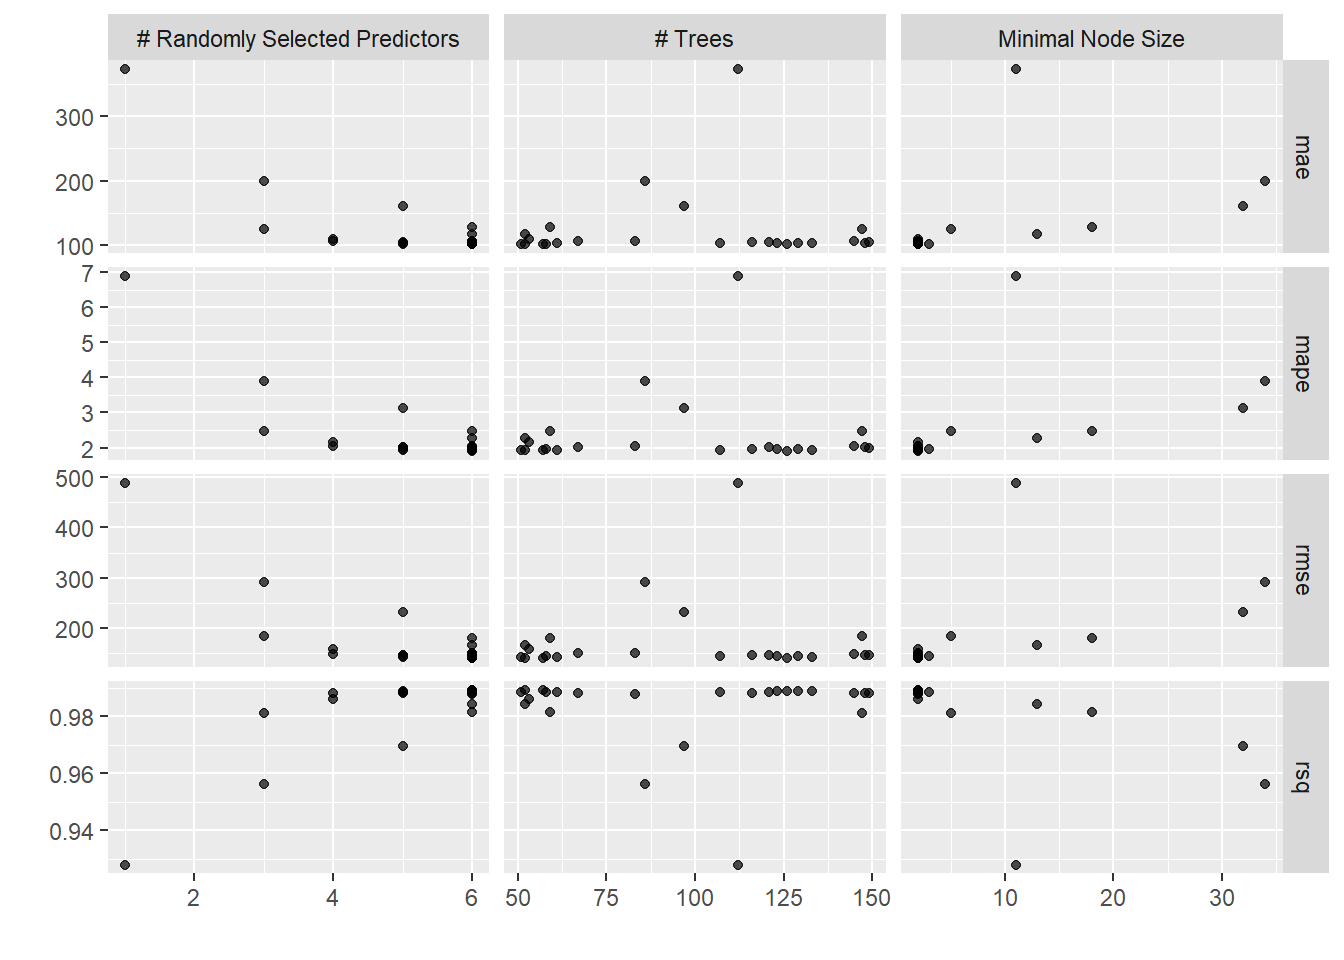 # Randomly Selected Predictors
# Trees
Minimal Node Size
300
200
100
mae
7
6
5
4
3
2
mape
500
400
300
200
rmse
0.98
0.96
0.94
rsq
2 4 6
50 75 100 125 150
10 20 30